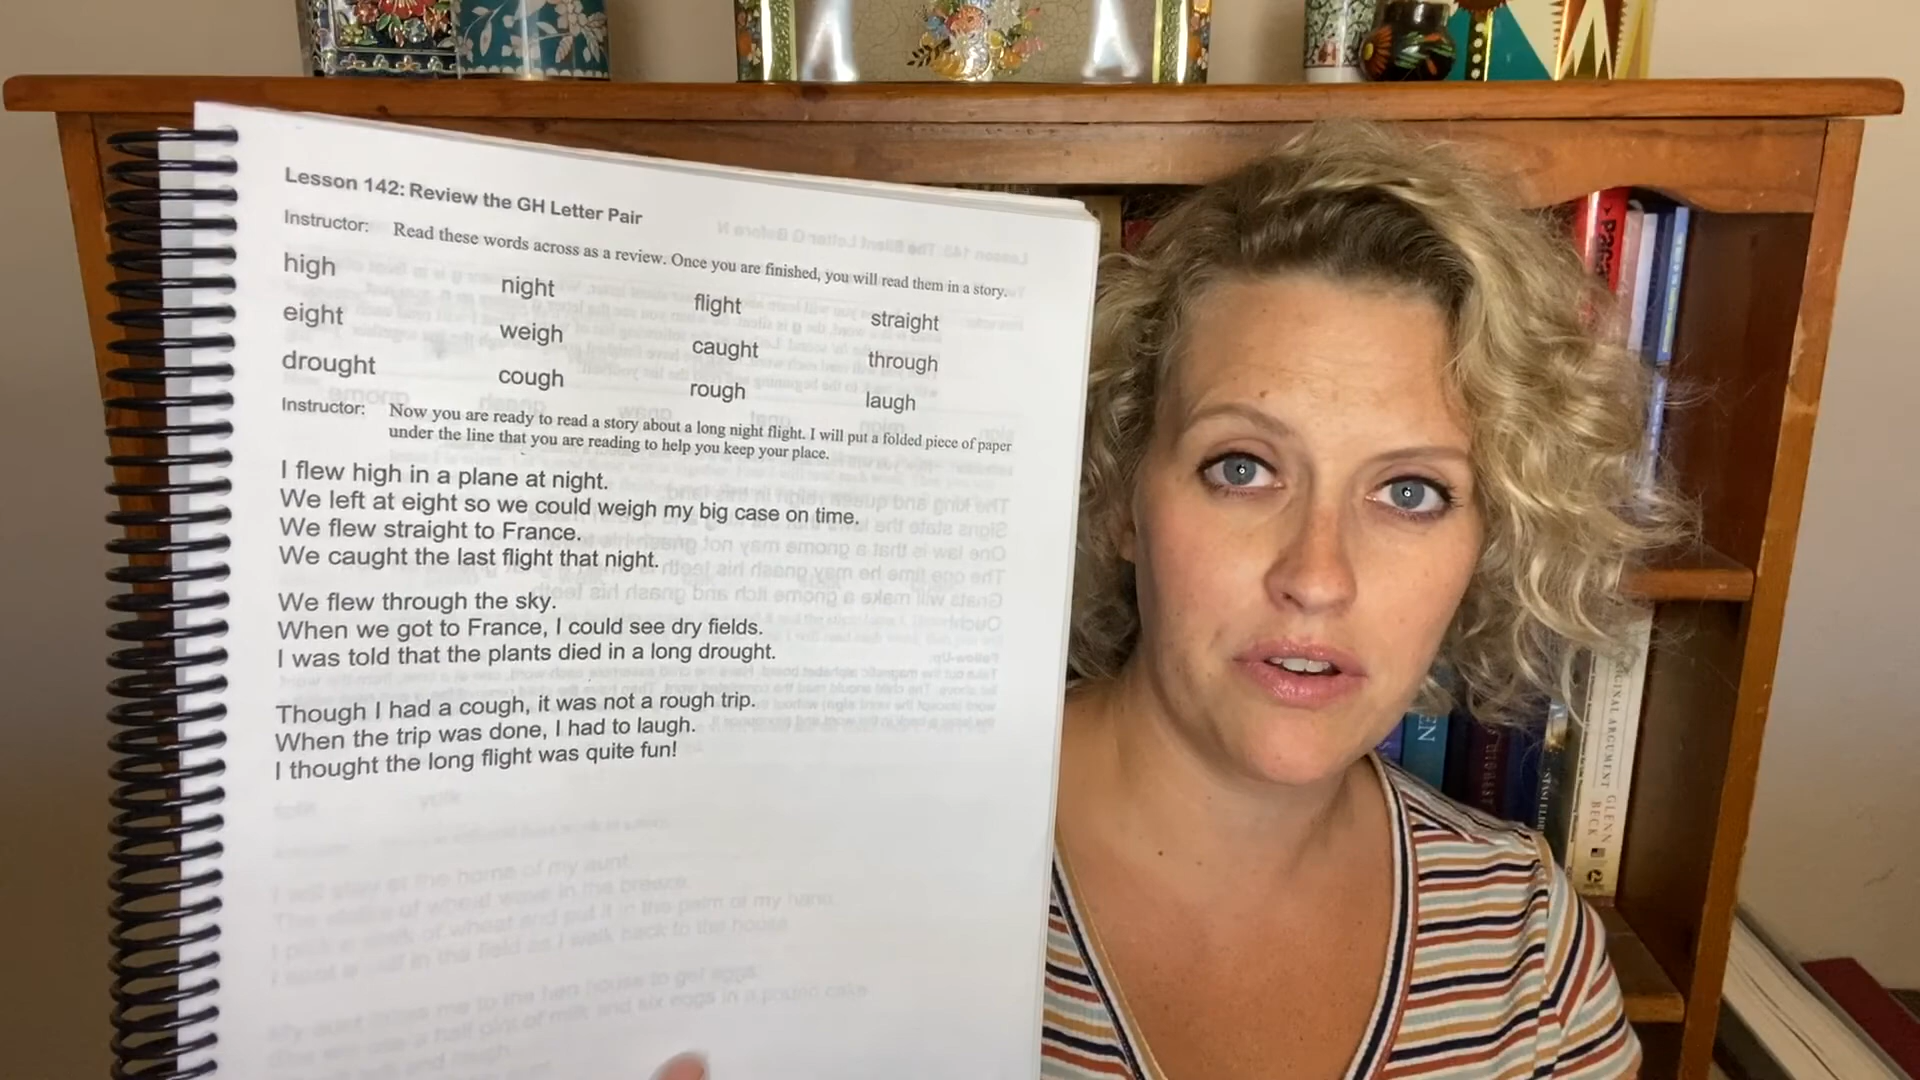 Lesson 142: Review the GH Letter Pair
Instructor: Read these words across as a review. Once you are finished, you will read them in a story.
high night flight straight
eight weigh caught through
drought cough rough laugh
Instructor: Now you are ready to read a story about a long night flight. I will put a folded piece of paper
under the line that you are reading to help you keep your place.
I flew high in a plane at night.
We left at eight so we could weigh my big case on time.
We flew straight to France.
We caught the last flight that night.
We flew through the sky.
When we got to France, I could see dry fields.
I was told that the plants died in a long drought.
Though I had a cough, it was not a rough trip.
When the trip was done, I had to laugh.
I thought the long flight was quite fun!
GLENN
BECK